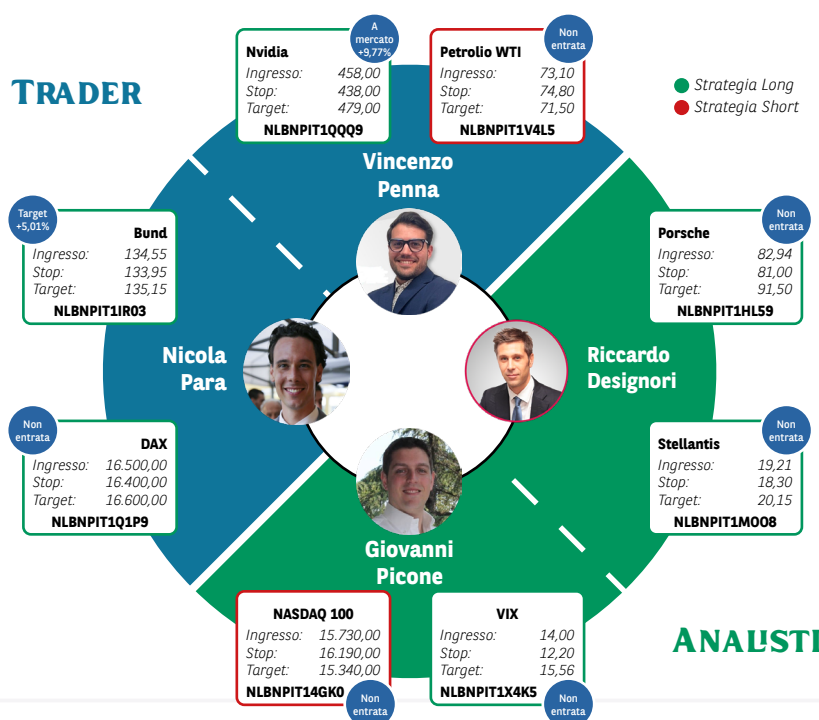 TRADER
Nvidia
A
mercato
+9,77%
Ingresso: 458,00
Stop: 438,00
Target: 479,00
NLBNPIT1QQQ9
Petrolio WTI
Non
entrata
Ingresso: 73,10
Stop: 74,80
Target: 71,50
NLBNPIT1V4L5
Strategia Long
Strategia Short
Vincenzo
Penna
Target
+5,01%
Bund
Ingresso: 134,55
Stop: 133,95
Target: 135,15
NLBNPIT1IR03
Porsche
Non
entrata
Ingresso: 82,94
Stop: 81,00
Target: 91,50
NLBNPIT1HL59
Nicola
Para
Riccardo
Designori
Non
entrata
DAX
Ingresso: 16.500,00
Stop: 16.400,00
Target: 16.600,00
NLBNPIT1Q1P9
Stellantis
Non
entrata
Ingresso: 19,21
Stop: 18,30
Target: 20,15
NLBNPIT1MOO8
Giovanni
Picone
NASDAQ 100
Ingresso: 15.730,00
Stop: 16.190,00
Target: 15.340,00
NLBNPIT14GK0
Non
entrata
VIX
Ingresso: 14,00
Stop: 12,20
Target: 15,56
NLBNPIT1X4K5
Non
entrata
ANALISTI